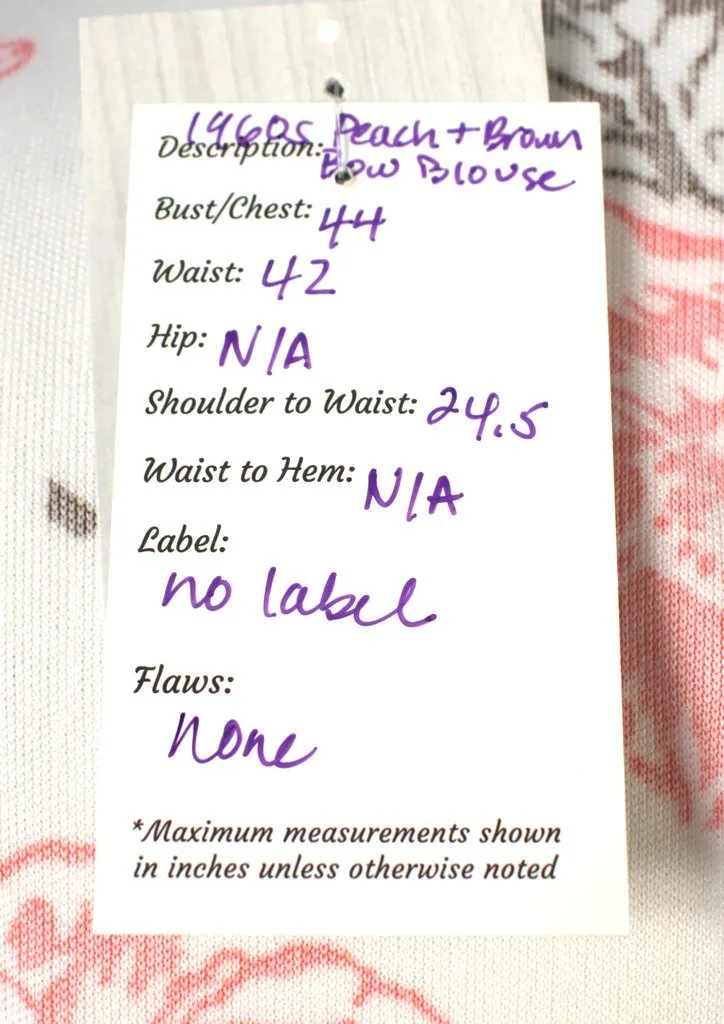 Description: 1960s Peach + Brown
Bow Blouse
Bust/Chest: 44
Waist: 42
Hip: N/A
Shoulder to Waist: 24.5
Waist to Hem: N/A
Label:
no label
Flaws:
none
*Maximum measurements shown
in inches unless otherwise noted